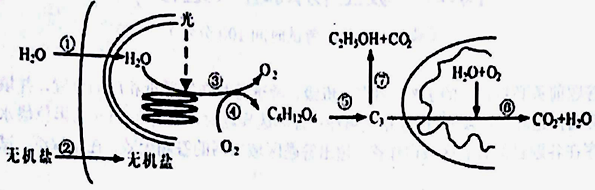 光
C₂H₅OH+CO₂
H₂O ① H₂O
O₂
③
④
⑦
H₂O+O₂
C₆H₁₂O₆ ⑤ C₃ ⑥ CO₂+H₂O
O₂
无机盐 ② 无机盐